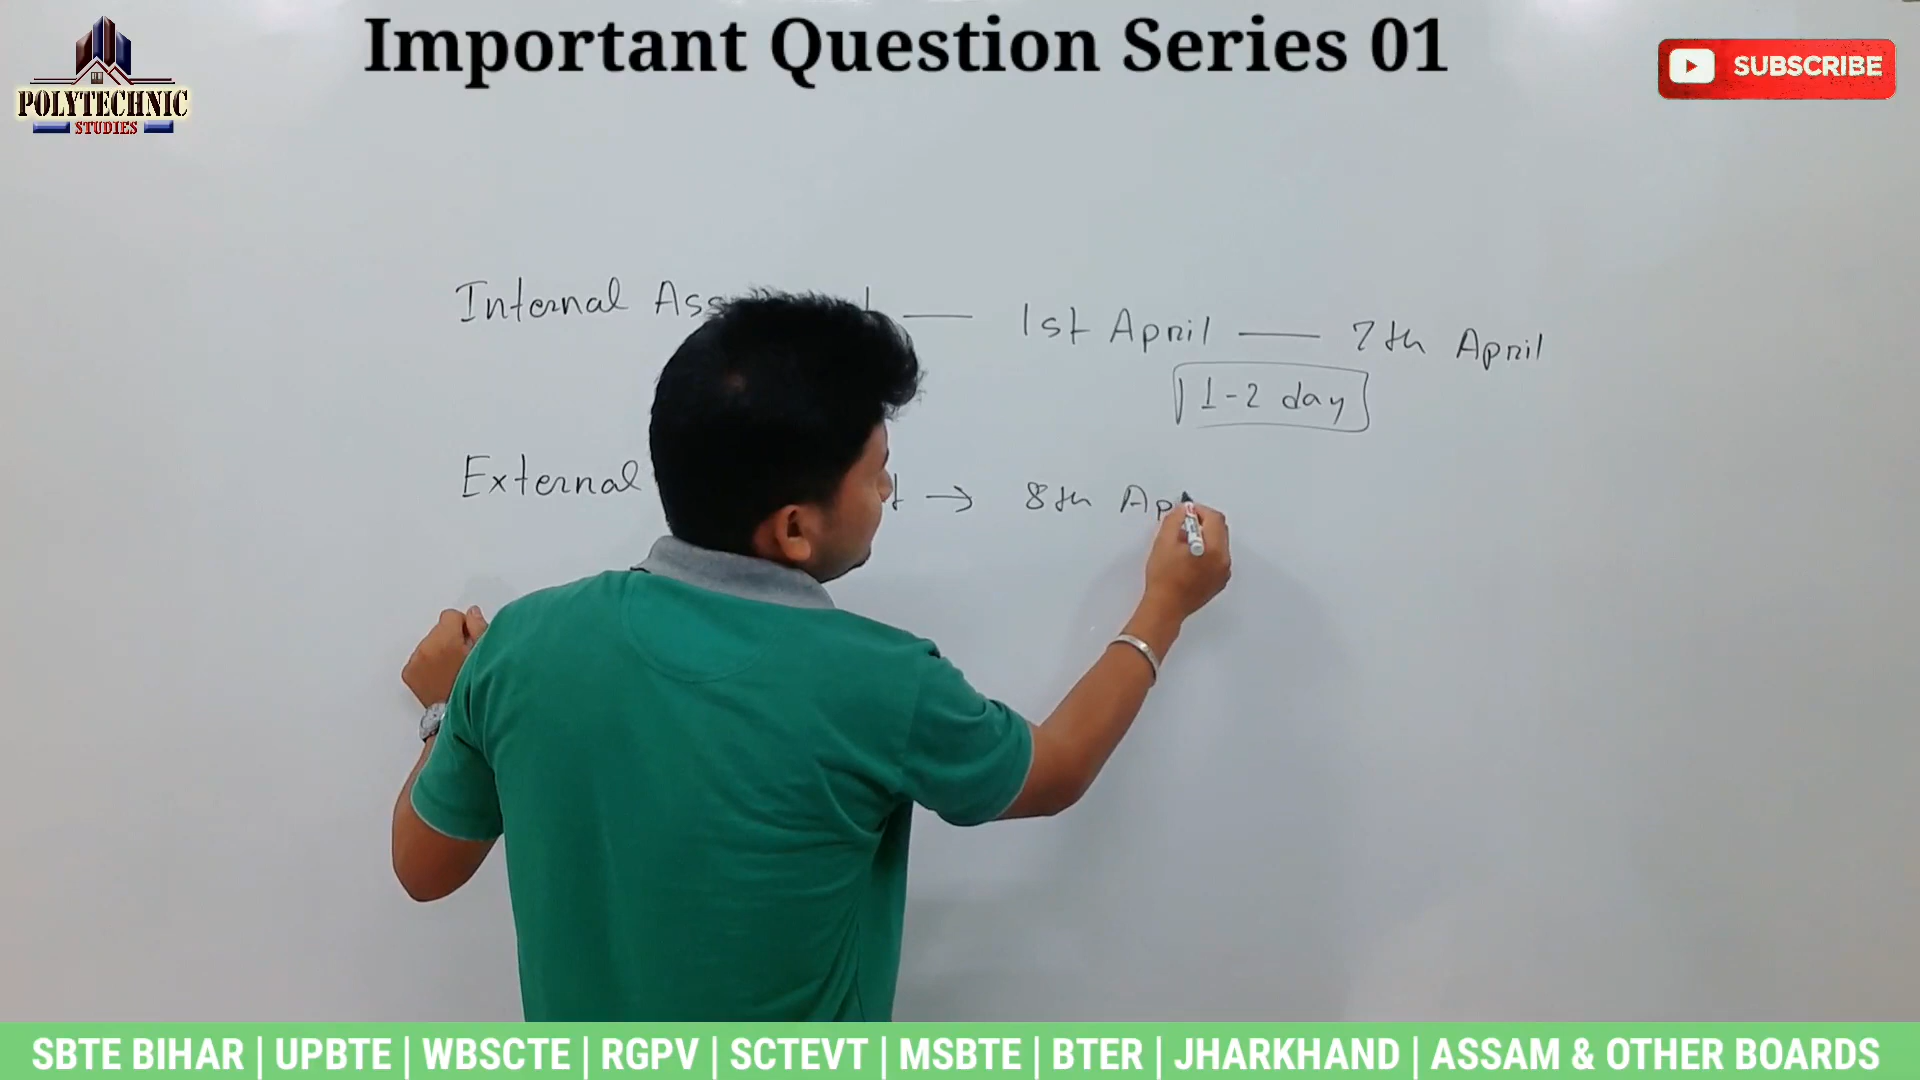 Important Question Series 01
POLYTECHNIC
STUDIES
SUBSCRIBE
Internal Ass t — 1st April — 7th April
1-2 day
External t → 8th Ap
SBTE BIHAR | UPBTE | WBSCTE | RGPV | SCTEVT | MSBTE | BTER | JHARKHAND | ASSAM & OTHER BOARDS